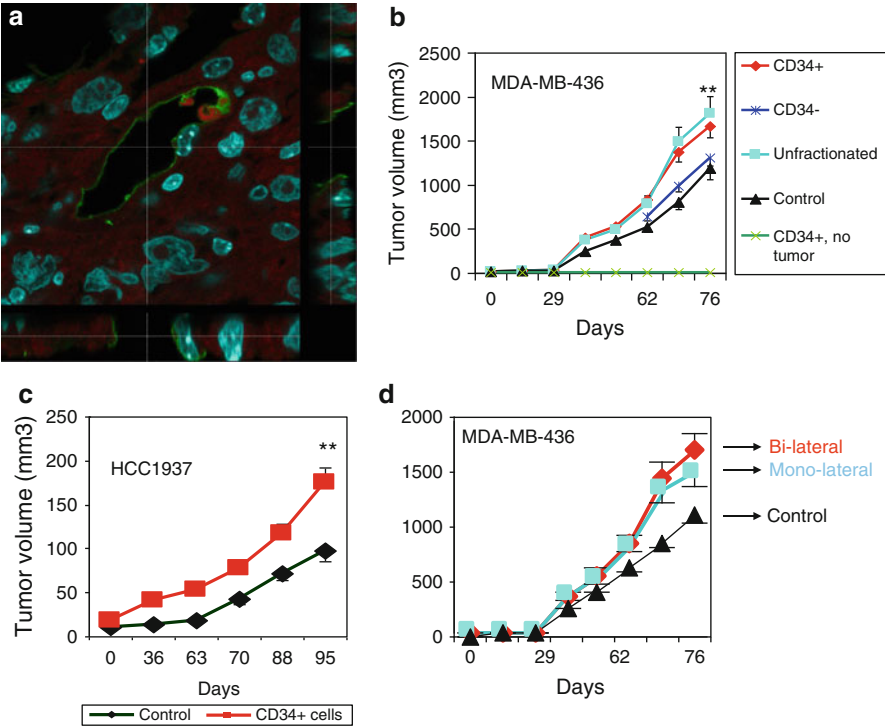 a
b
2500
2000
1500
1000
500
0
Tumor volume (mm3)
MDA-MB-436
**
0
29
62
76
Days
CD34+
CD34-
Unfractionated
Control
CD34+, no
tumor
c
250
200
150
100
50
0
Tumor volume (mm3)
HCC1937
**
0
36
63
70
88
95
Days
Control
CD34+ cells
d
2000
1500
1000
500
0
MDA-MB-436
0
29
62
76
Days
Bi-lateral
Mono-lateral
Control